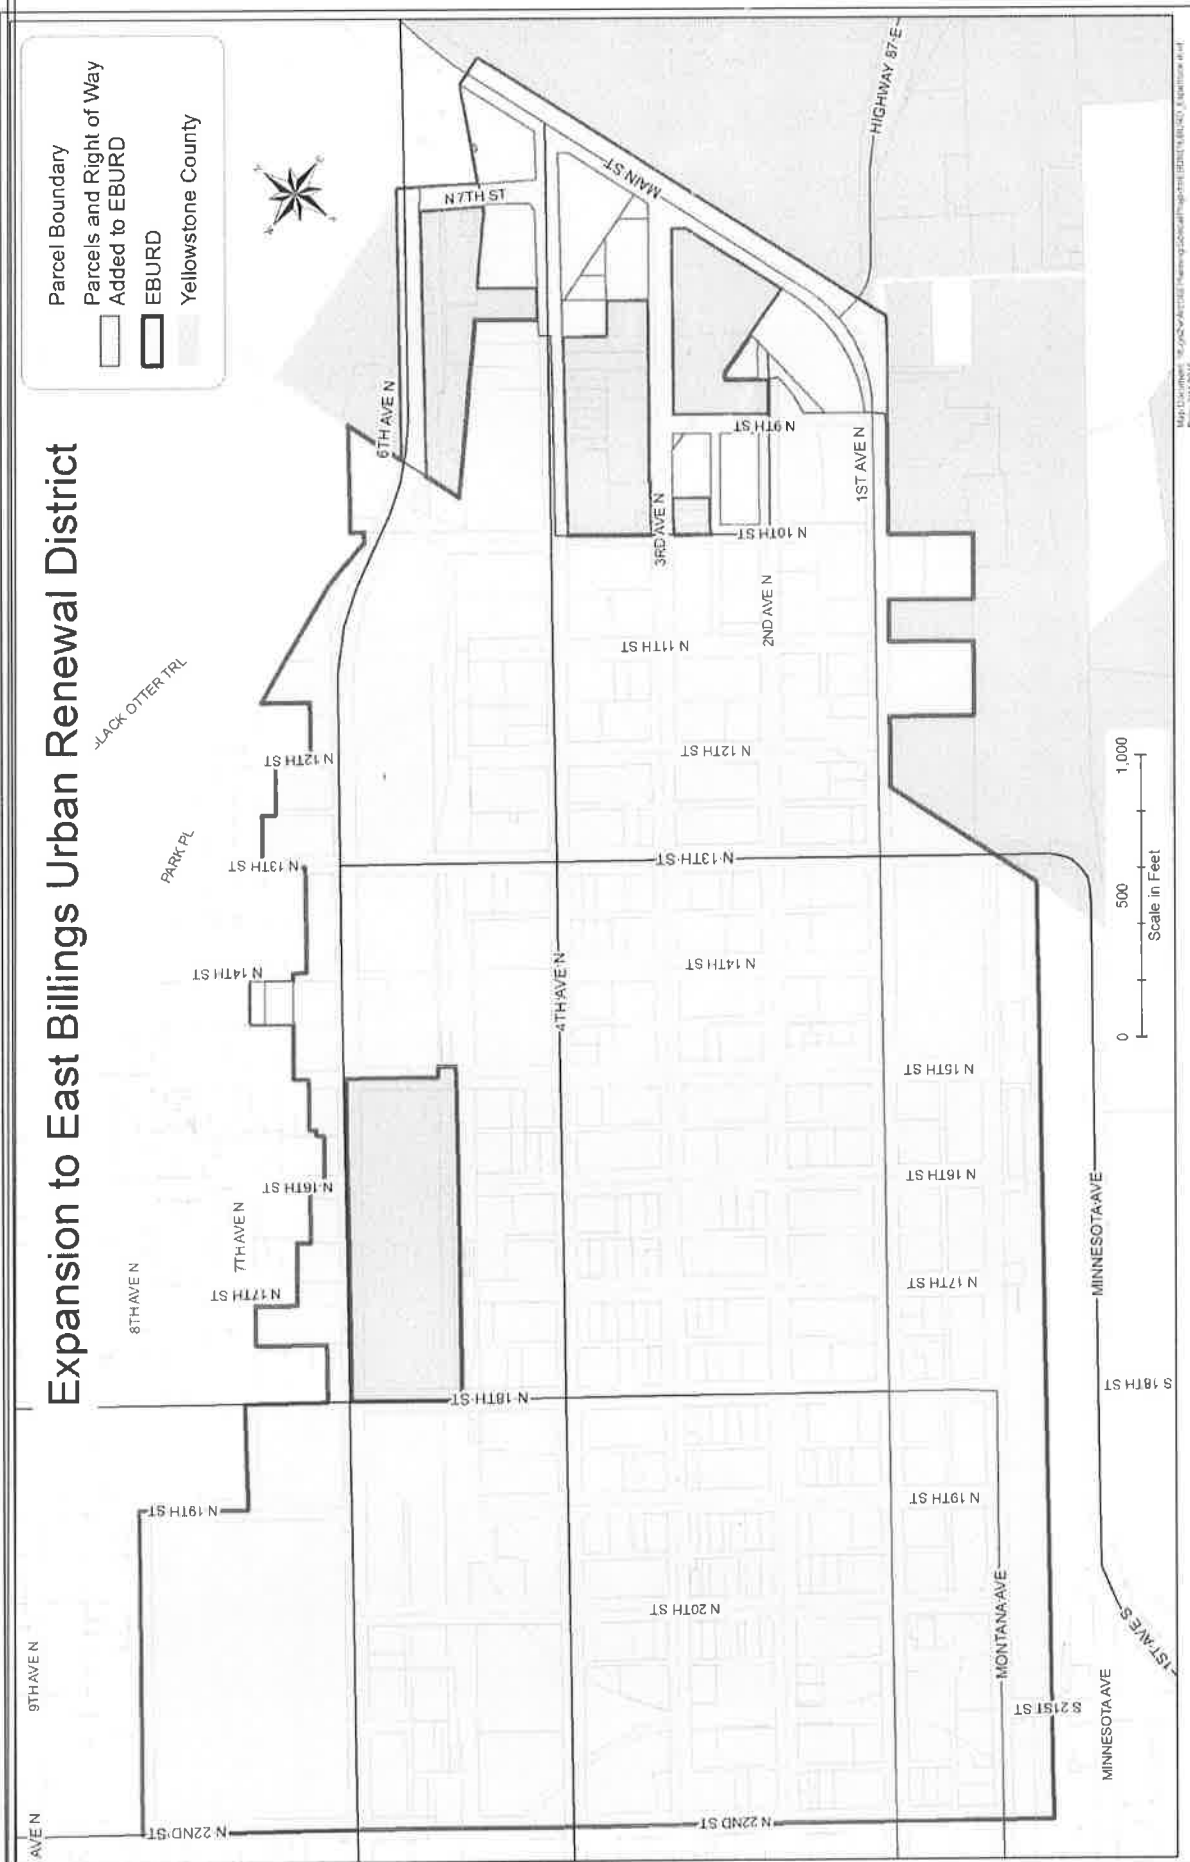 Expansion to East Billings Urban Renewal District
Parcel Boundary
Parcels and Right of Way
Added to EBURD
EBURD
Yellowstone County
AVE N
9TH AVE N
8TH AVE N
7TH AVE N
PARK PL
6TH AVE N
N 22ND ST
N 19TH ST
N 17TH ST
N 16TH ST
N 14TH ST
N 13TH ST
N 12TH ST
N 7TH ST
MAIN ST
HIGHWAY 87 E
N 18TH ST
4TH AVE N
N 13TH ST
3RD AVE N
N 9TH ST
N 10TH ST
N 20TH ST
N 14TH ST
N 12TH ST
N 11TH ST
2ND AVE N
1ST AVE N
N 22ND ST
N 19TH ST
N 17TH ST
N 16TH ST
N 15TH ST
MONTANA AVE
S 21ST ST
MINNESOTA AVE
1ST AVE S
S 18TH ST
MINNESOTA AVE
0 500 1,000
Scale in Feet